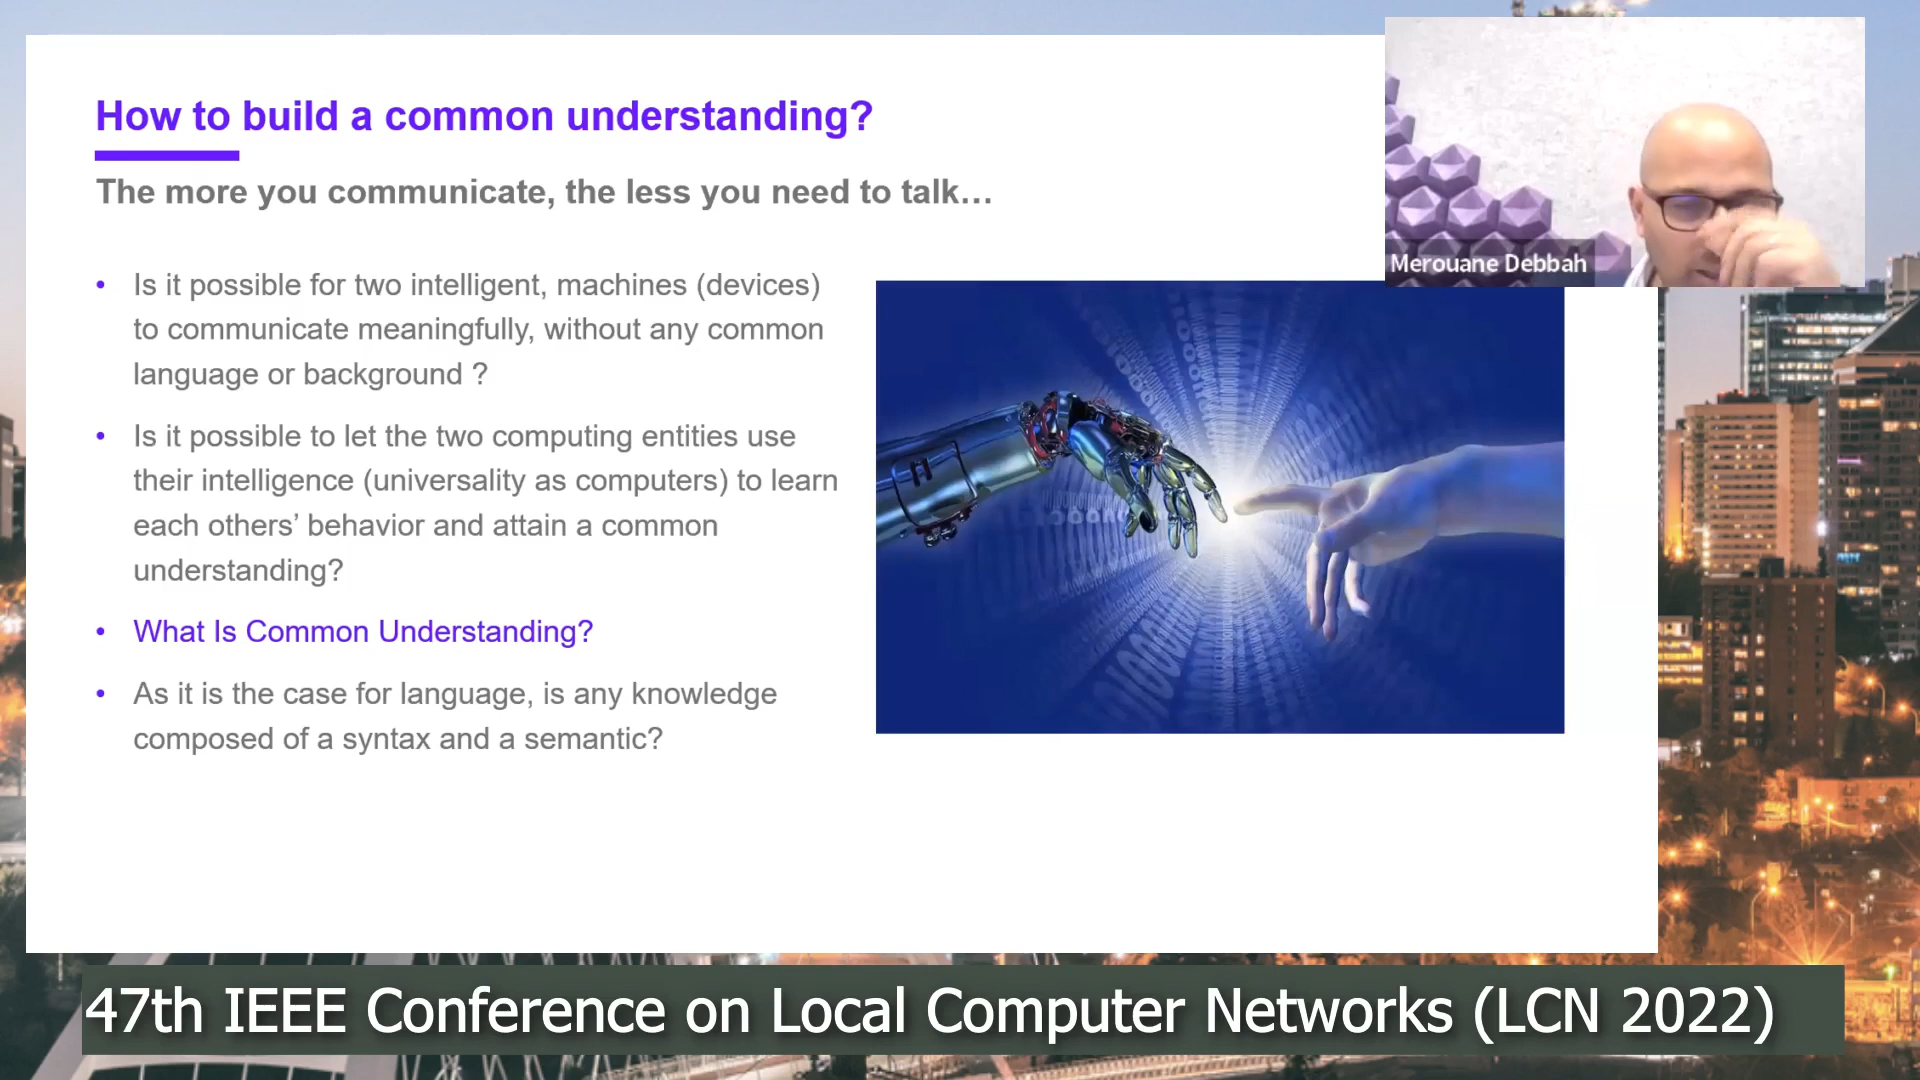 How to build a common understanding?
The more you communicate, the less you need to talk…
• Is it possible for two intelligent, machines (devices)
to communicate meaningfully, without any common
language or background ?
• Is it possible to let the two computing entities use
their intelligence (universality as computers) to learn
each others’ behavior and attain a common
understanding?
• What Is Common Understanding?
• As it is the case for language, is any knowledge
composed of a syntax and a semantic?
Merouane Debbah
47th IEEE Conference on Local Computer Networks (LCN 2022)